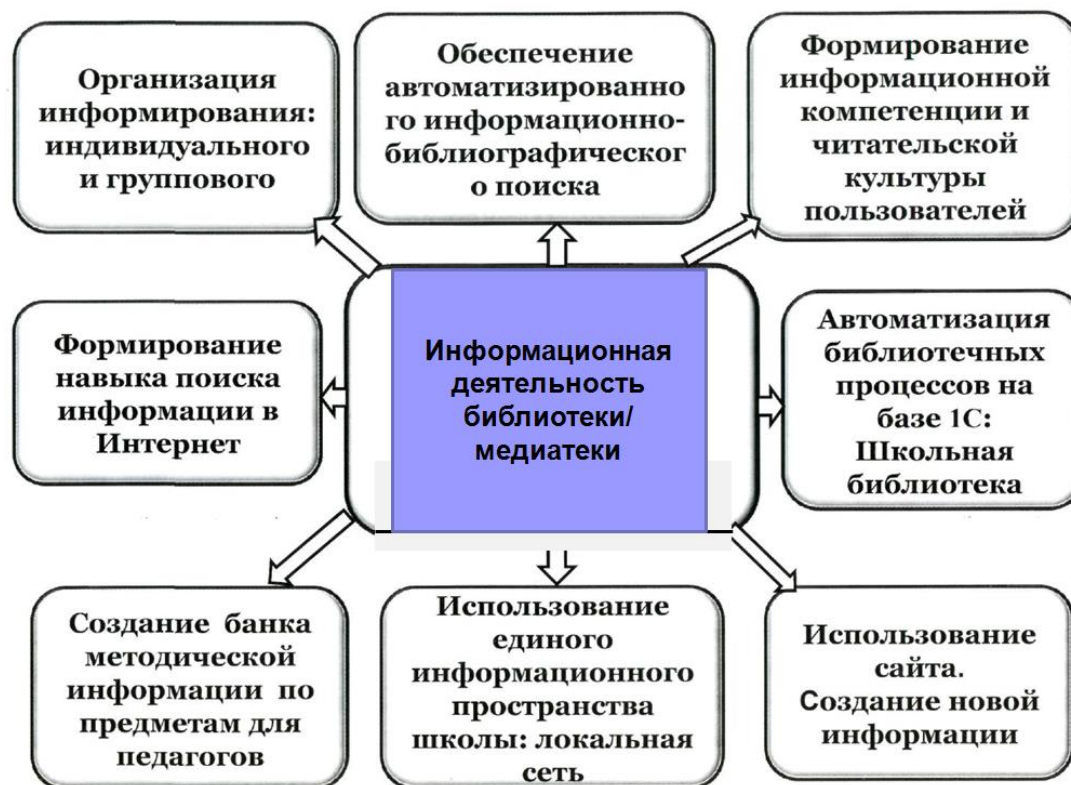 Организация
информирования:
индивидуального
и группового
Обеспечение
автоматизированно
го информационно-
библиографическог
о поиска
Формирование
информационной
компетенции и
читательской
культуры
пользователей
Формирование
навыка поиска
информации в
Интернет
Информационная
деятельность
библиотеки/
медиатеки
Автоматизация
библиотечных
процессов на
базе 1С:
Школьная
библиотека
Создание банка
методической
информации по
предметам для
педагогов
Использование
единого
информационного
пространства
школы: локальная
сеть
Использование
сайта.
Создание новой
информации